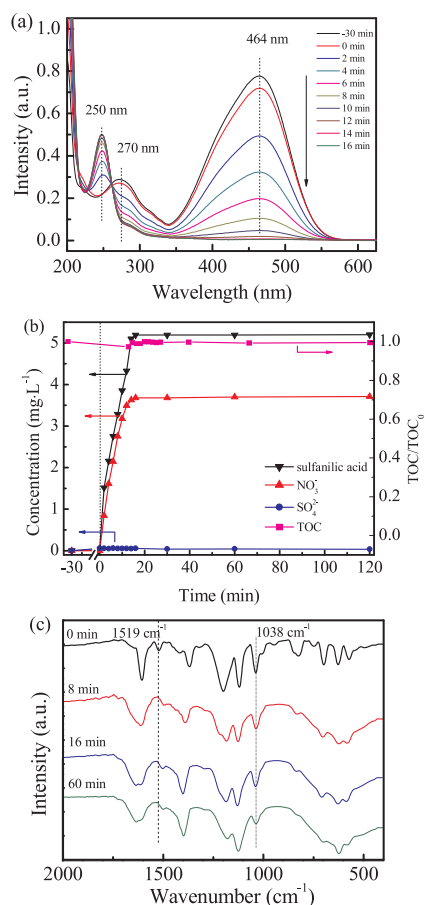 (a)
1.0
0.8
0.6
0.4
0.2
0.0
Intensity (a.u.)
250 nm
270 nm
464 nm
-30 min
0 min
2 min
4 min
6 min
8 min
10 min
12 min
14 min
16 min
200 300 400 500 600
Wavelength (nm)
(b)
6
5
4
3
2
1
0
Concentration (mg·L⁻¹)
1.0
0.8
0.6
0.4
0.2
0.0
TOC/TOC₀
sulfanilic acid
NO₃⁻
SO₄²⁻
TOC
-30 0 20 40 60 80 100 120
Time (min)
(c)
1519 cm⁻¹
1038 cm⁻¹
0 min
8 min
16 min
60 min
Intensity (a.u.)
2000 1500 1000 500
Wavenumber (cm⁻¹)